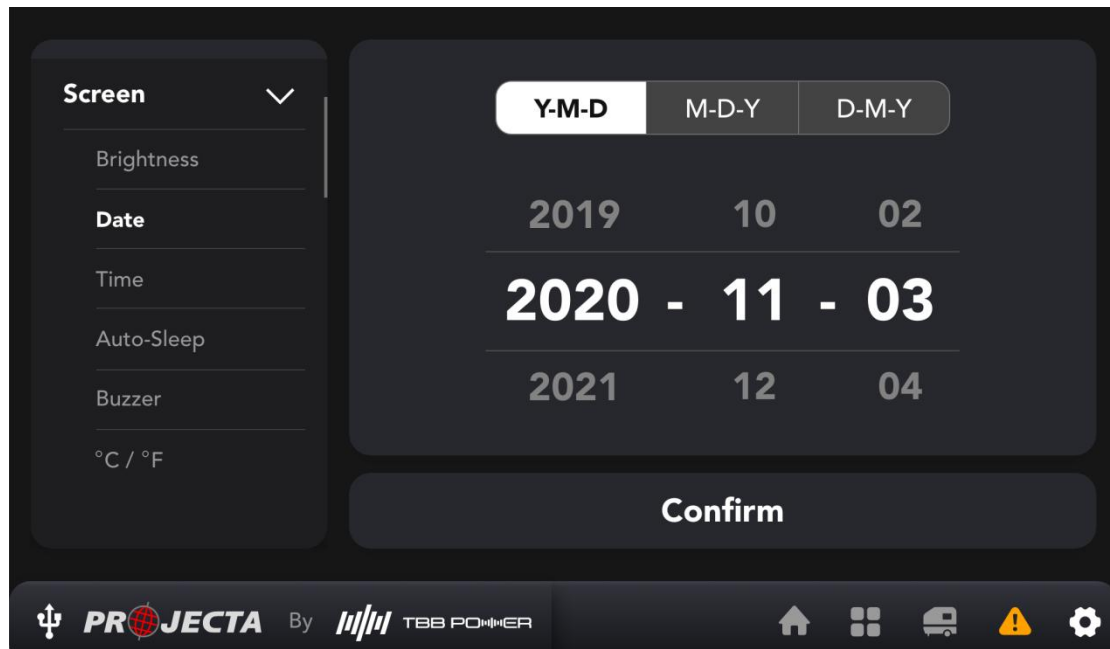 Screen
Brightness
Date
Time
Auto-Sleep
Buzzer
°C / °F
Y-M-D M-D-Y D-M-Y
2019 10 02
2020 - 11 - 03
2021 12 04
Confirm
PROJECTA By TBB POWER